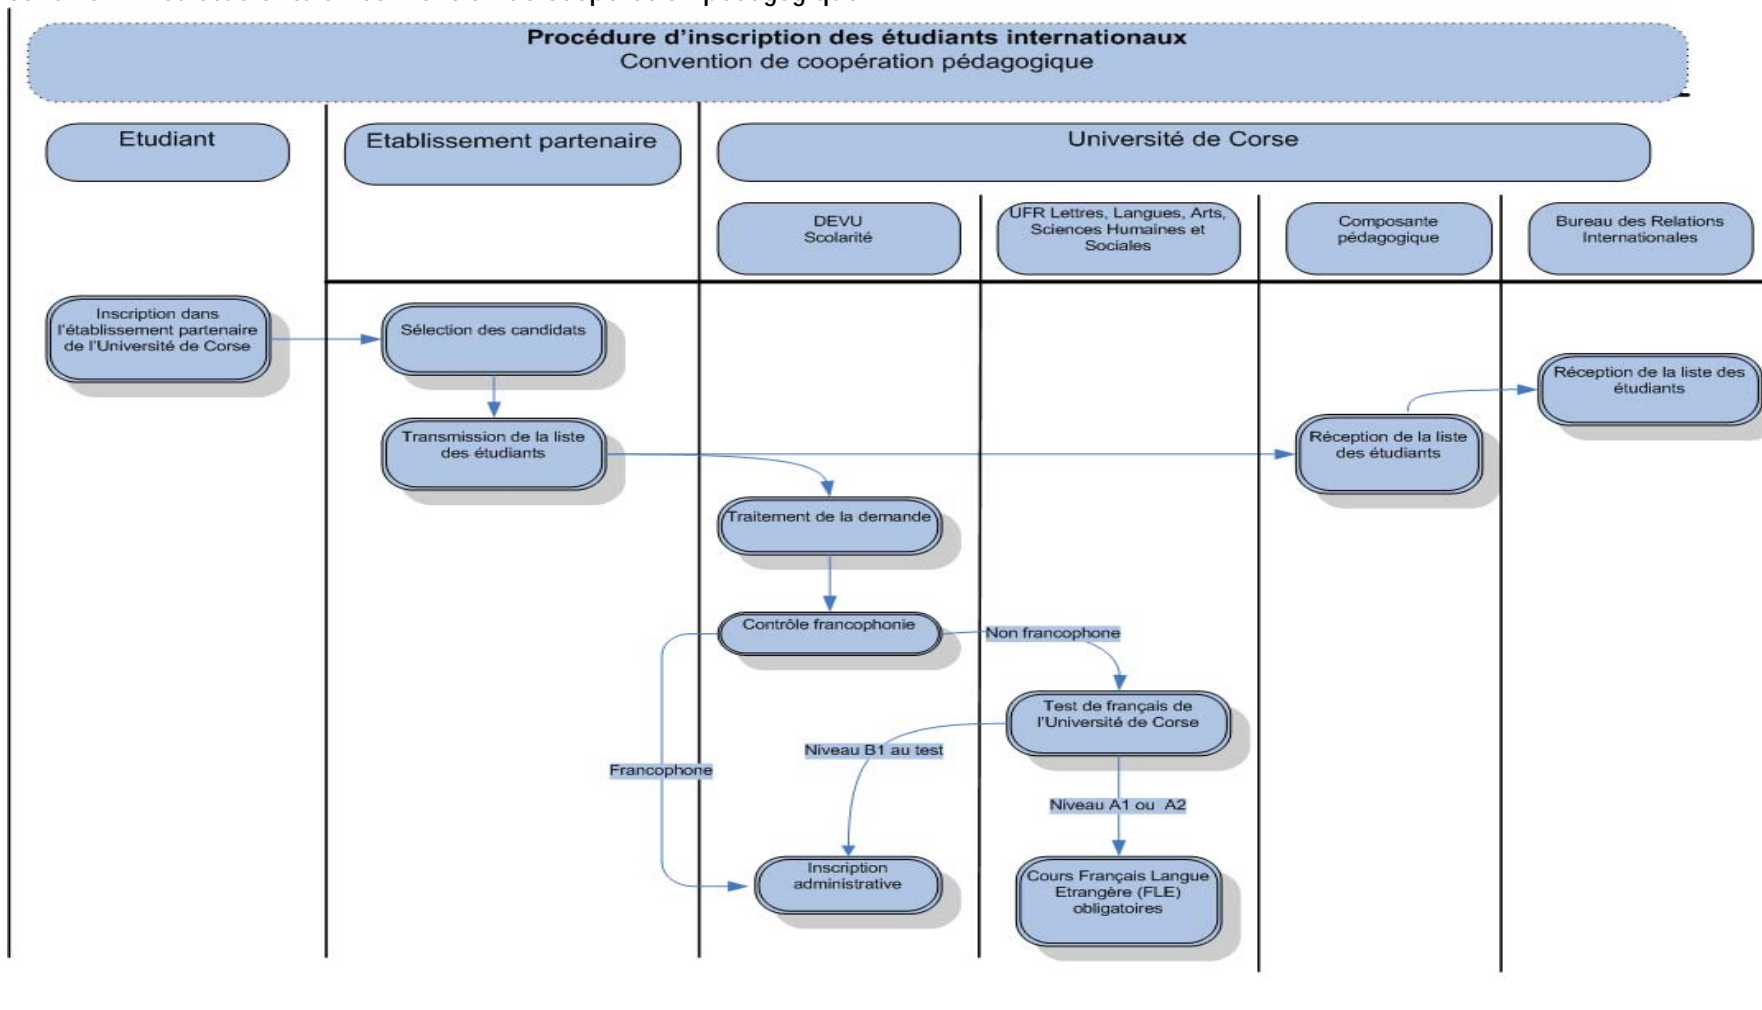 Procédure d'inscription des étudiants internationaux
Convention de coopération pédagogique
Etudiant
Etablissement partenaire
Université de Corse
DEVU
Scolarité
UFR Lettres, Langues, Arts,
Sciences Humaines et
Sociales
Composante
pédagogique
Bureau des Relations
Internationales
Inscription dans
l'établissement partenaire
de l'Université de Corse
Sélection des candidats
Réception de la liste des
étudiants
Transmission de la liste
des étudiants
Réception de la liste
des étudiants
Traitement de la demande
Contrôle francophonie
Non francophone
Test de français de
l'Université de Corse
Niveau B1 au test
Francophone
Niveau A1 ou A2
Inscription
administrative
Cours Français Langue
Etrangère (FLE)
obligatoires